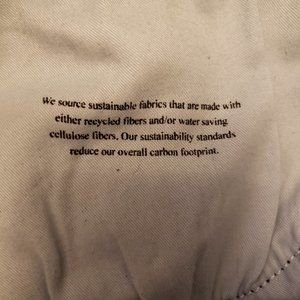 We source sustainable fabrics that are made with
either recycled fibers and/or water saving
cellulose fibers. Our sustainability standards
reduce our overall carbon footprint.